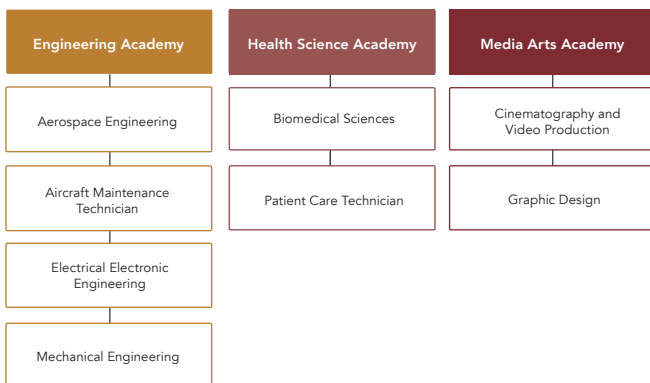 Engineering Academy
Aerospace Engineering
Aircraft Maintenance
Technician
Electrical Electronic
Engineering
Mechanical Engineering
Health Science Academy
Biomedical Sciences
Patient Care Technician
Media Arts Academy
Cinematography and
Video Production
Graphic Design